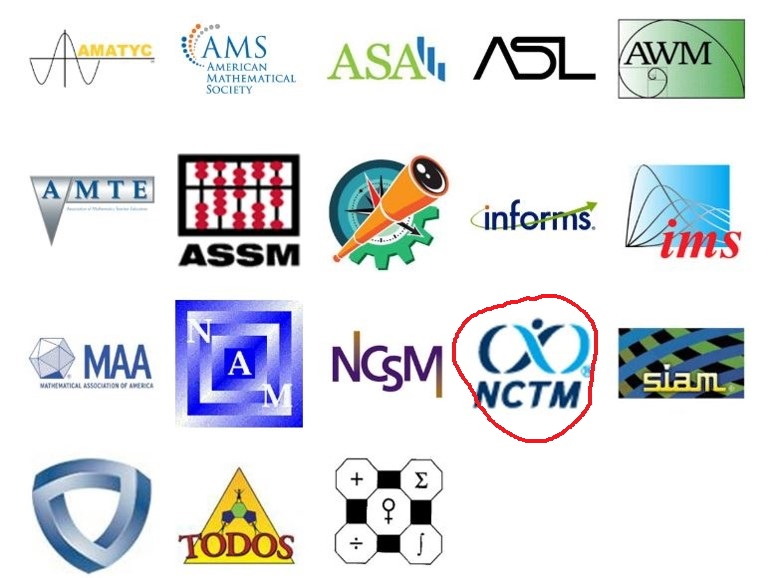 AMATYC
AMS
AMERICAN
MATHEMATICAL
SOCIETY
ASA
ASL
AWM
AMTE
Association of Mathematics Teacher Educators
ASSM
informs®
ims
MAA
MATHEMATICAL ASSOCIATION OF AMERICA
N
A
M
NCSM
NCTM
®
siam®
TODOS
+ Σ
♀
÷ ∫